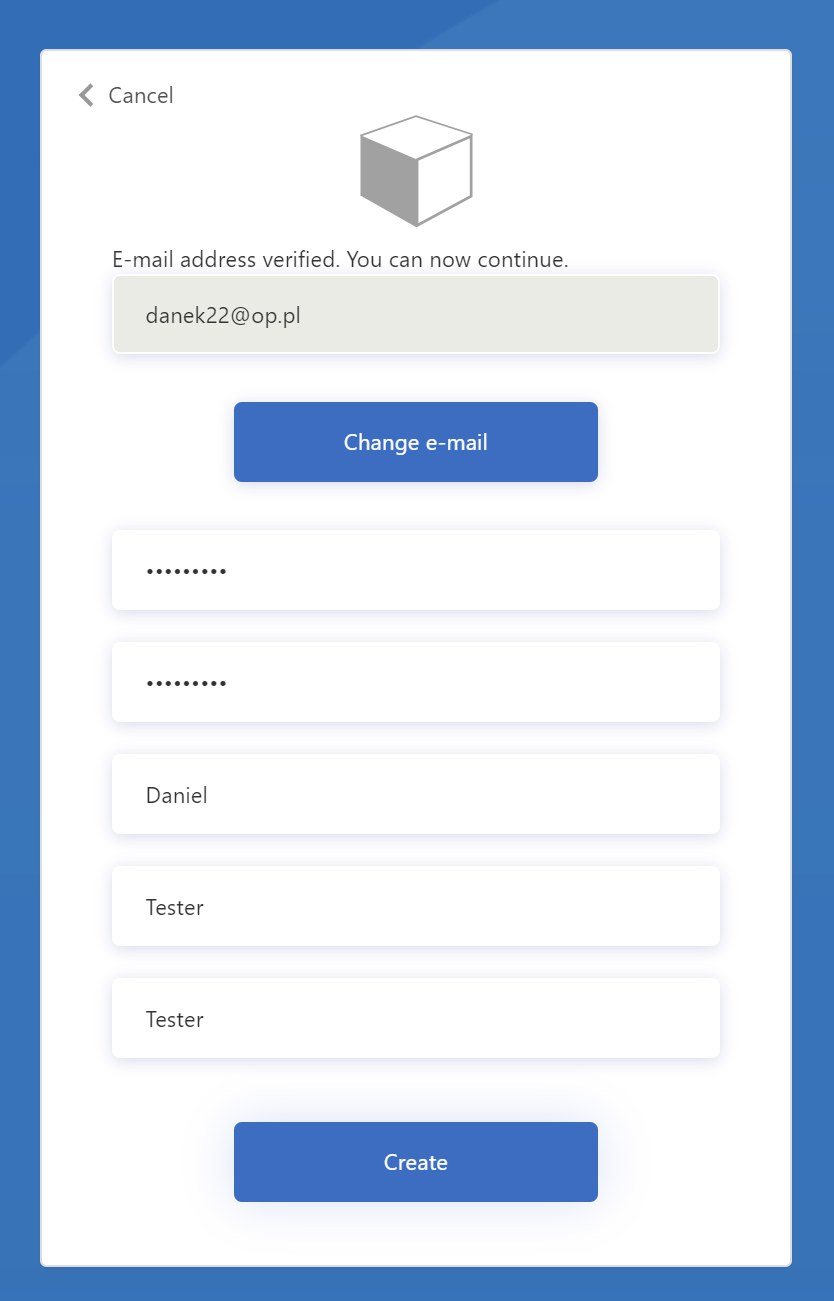 Cancel
E-mail address verified. You can now continue.
danek22@op.pl
Change e-mail
•••••••••
•••••••••
Daniel
Tester
Tester
Create